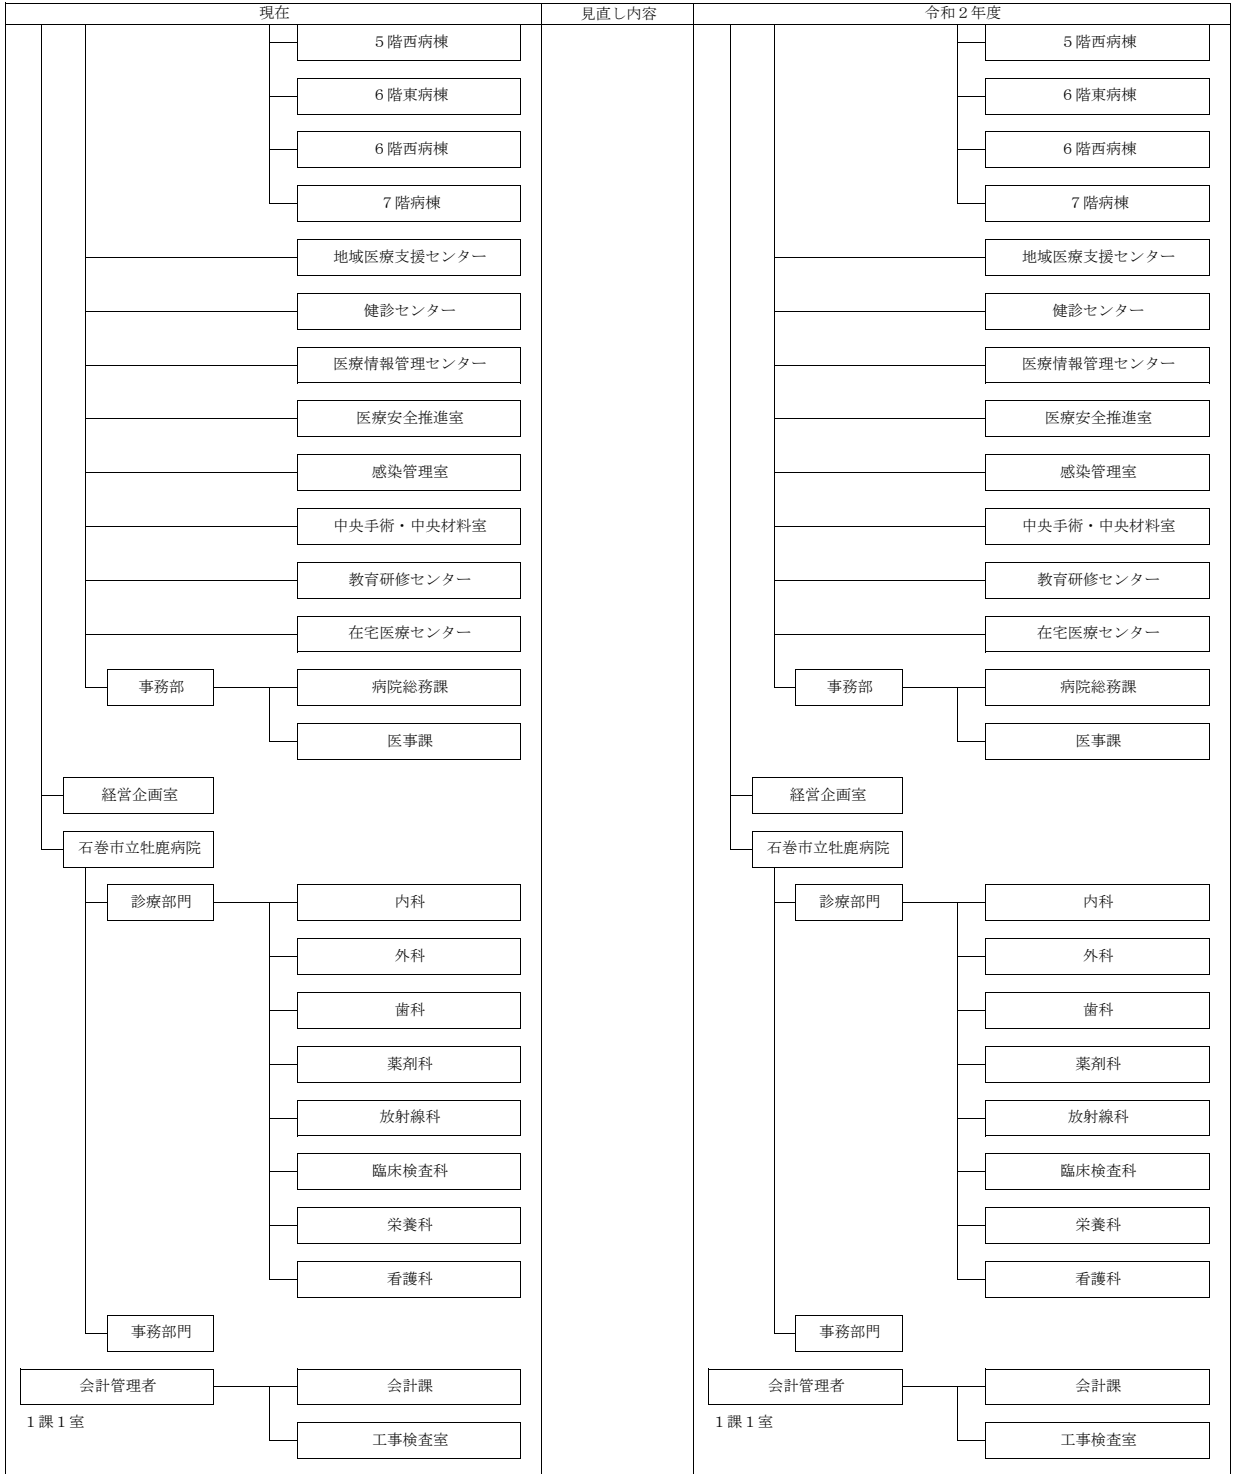 現在 見直し内容 令和２年度
５階西病棟 ５階西病棟
６階東病棟 ６階東病棟
６階西病棟 ６階西病棟
７階病棟 ７階病棟
地域医療支援センター 地域医療支援センター
健診センター 健診センター
医療情報管理センター 医療情報管理センター
医療安全推進室 医療安全推進室
感染管理室 感染管理室
中央手術・中央材料室 中央手術・中央材料室
教育研修センター 教育研修センター
在宅医療センター 在宅医療センター
事務部 病院総務課 事務部 病院総務課
医事課 医事課
経営企画室 経営企画室
石巻市立牡鹿病院 石巻市立牡鹿病院
診療部門 内科 診療部門 内科
外科 外科
歯科 歯科
薬剤科 薬剤科
放射線科 放射線科
臨床検査科 臨床検査科
栄養科 栄養科
看護科 看護科
事務部門 事務部門
会計管理者 会計課 会計管理者 会計課
１課１室 １課１室
工事検査室 工事検査室